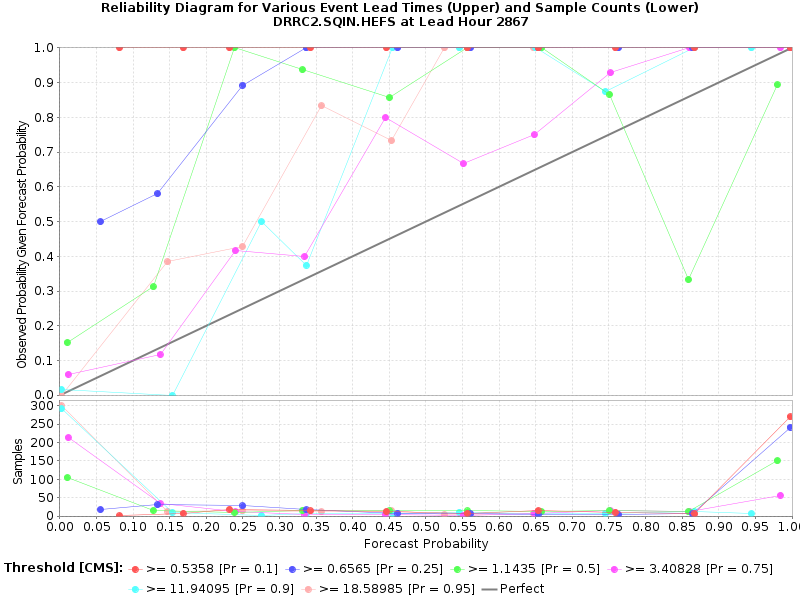 Reliability Diagram for Various Event Lead Times (Upper) and Sample Counts (Lower)
DRRC2.SQIN.HEFS at Lead Hour 2867
Observed Probability Given Forecast Probability
1.0
0.9
0.8
0.7
0.6
0.5
0.4
0.3
0.2
0.1
0.0
Samples
300
250
200
150
100
50
0
0.00 0.05 0.10 0.15 0.20 0.25 0.30 0.35 0.40 0.45 0.50 0.55 0.60 0.65 0.70 0.75 0.80 0.85 0.90 0.95 1.0
Forecast Probability
Threshold [CMS]: >= 0.5358 [Pr = 0.1] >= 0.6565 [Pr = 0.25] >= 1.1435 [Pr = 0.5] >= 3.40828 [Pr = 0.75]
>= 11.94095 [Pr = 0.9] >= 18.58985 [Pr = 0.95] Perfect